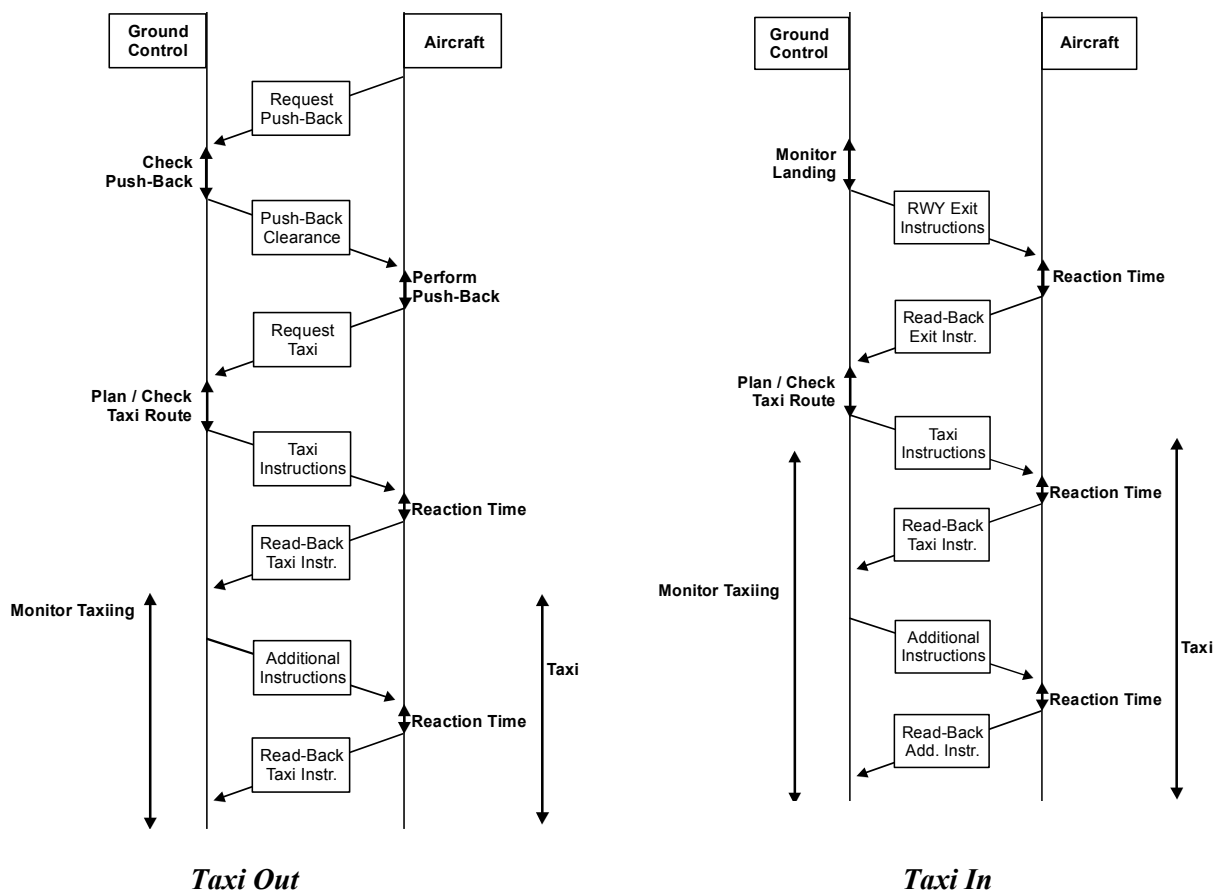 Ground
Control
Aircraft
Request
Push-Back
Check
Push-Back
Push-Back
Clearance
Perform
Push-Back
Request
Taxi
Plan / Check
Taxi Route
Taxi
Instructions
Reaction Time
Read-Back
Taxi Instr.
Monitor Taxiing
Additional
Instructions
Taxi
Reaction Time
Read-Back
Taxi Instr.
Taxi Out
Ground
Control
Aircraft
Monitor
Landing
RWY Exit
Instructions
Reaction Time
Read-Back
Exit Instr.
Plan / Check
Taxi Route
Taxi
Instructions
Reaction Time
Read-Back
Taxi Instr.
Monitor Taxiing
Additional
Instructions
Taxi
Reaction Time
Read-Back
Add. Instr.
Taxi In